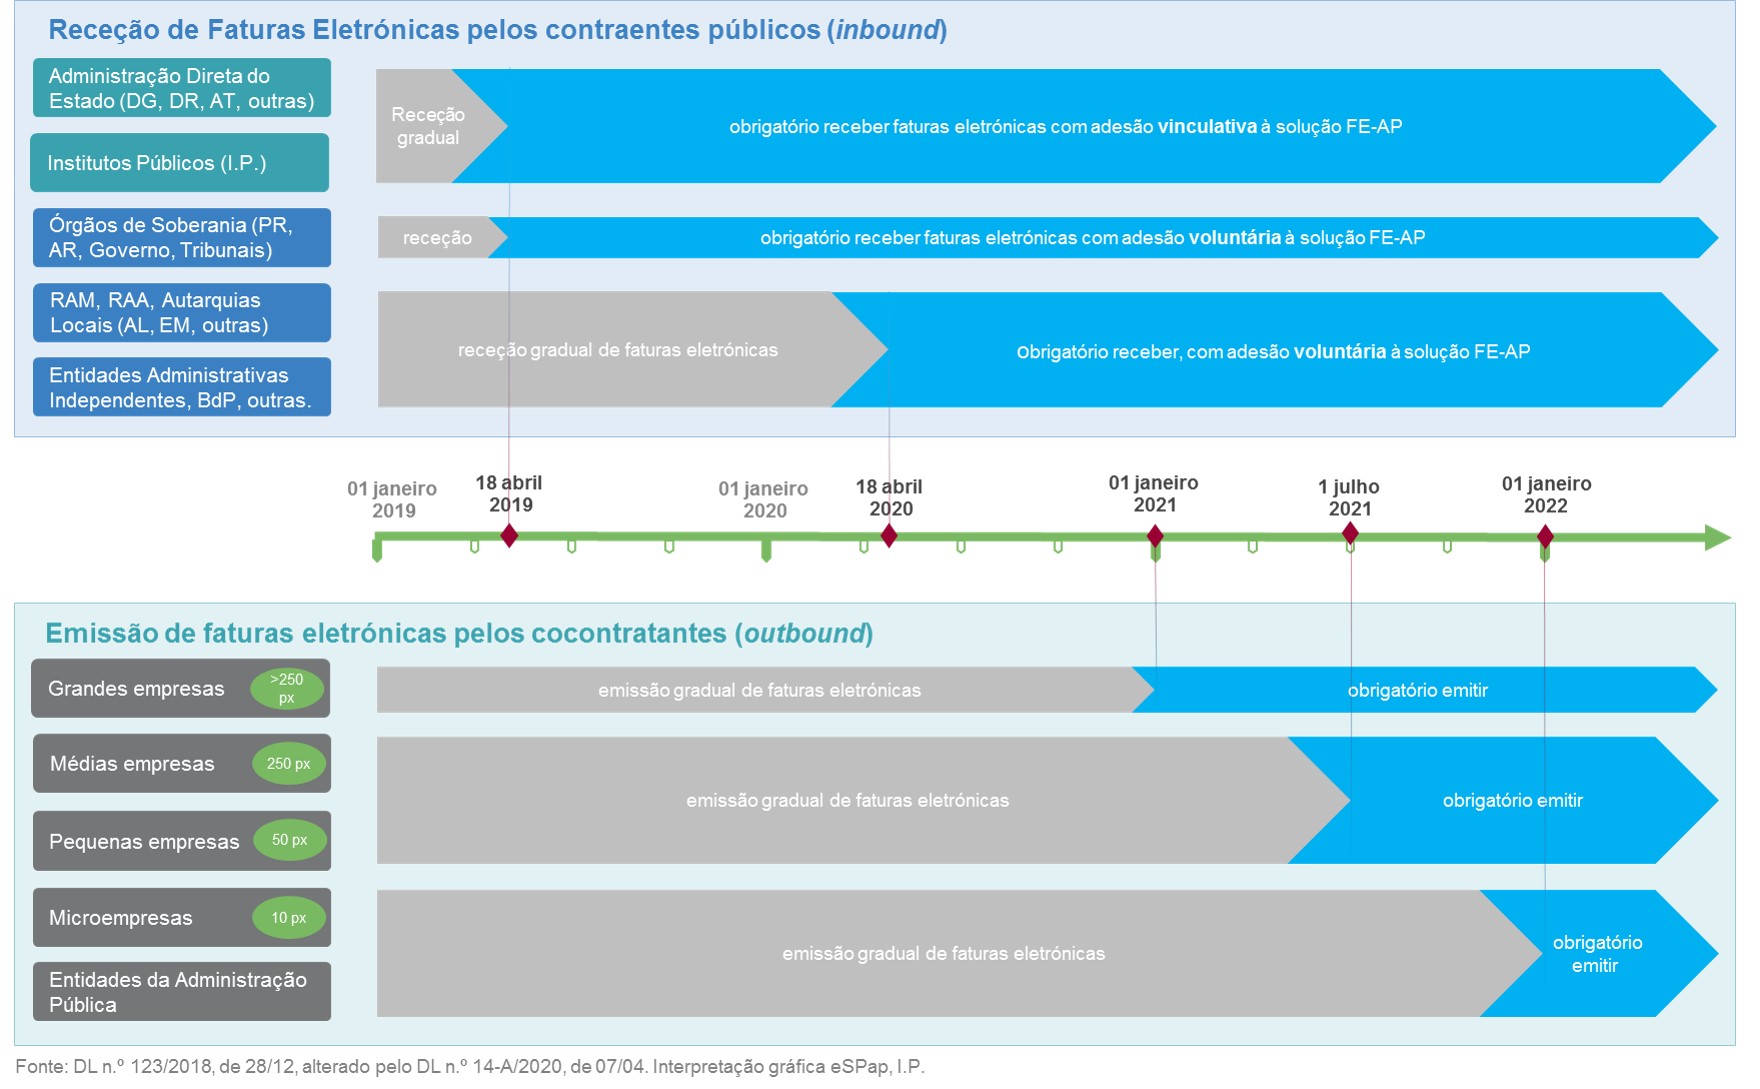 Receção de Faturas Eletrónicas pelos contraentes públicos (inbound)
Administração Direta do
Estado (DG, DR, AT, outras)
Institutos Públicos (I.P.)
Receção
gradual
obrigatório receber faturas eletrónicas com adesão vinculativa à solução FE-AP
Órgãos de Soberania (PR,
AR, Governo, Tribunais)
receção
obrigatório receber faturas eletrónicas com adesão voluntária à solução FE-AP
RAM, RAA, Autarquias
Locais (AL, EM, outras)
Entidades Administrativas
Independentes, BdP, outras.
receção gradual de faturas eletrónicas
Obrigatório receber, com adesão voluntária à solução FE-AP
01 janeiro
2019
18 abril
2019
01 janeiro
2020
18 abril
2020
01 janeiro
2021
1 julho
2021
01 janeiro
2022
Emissão de faturas eletrónicas pelos cocontratantes (outbound)
Grandes empresas
>250
px
emissão gradual de faturas eletrónicas
obrigatório emitir
Médias empresas
250 px
Pequenas empresas
50 px
emissão gradual de faturas eletrónicas
obrigatório emitir
Microempresas
10 px
Entidades da Administração
Pública
emissão gradual de faturas eletrónicas
obrigatório
emitir
Fonte: DL n.º 123/2018, de 28/12, alterado pelo DL n.º 14-A/2020, de 07/04. Interpretação gráfica eSPap, I.P.